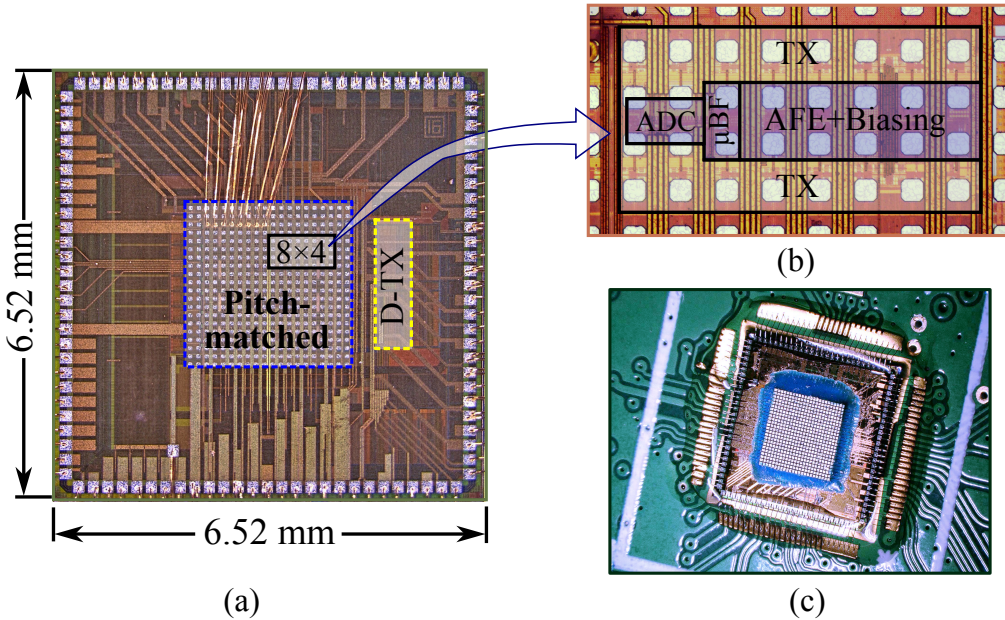 6.52 mm
8×4
Pitch-
matched
D-TX
6.52 mm
(a)
TX
ADC
μBF
AFE+Biasing
TX
(b)
(c)